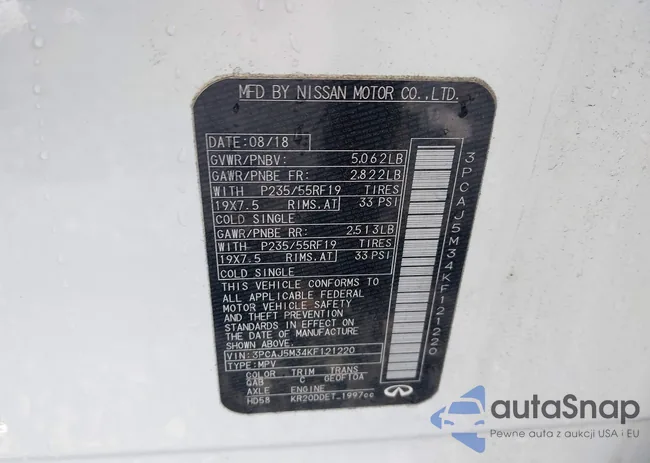 MFD BY NISSAN MOTOR CO.,LTD.
DATE:08/18
GVWR/PNBV: 5,062LB
GAWR/PNBE FR: 2,822LB
WITH P235/55RF19 TIRES
19X7.5 RIMS.AT 33 PSI
COLD SINGLE
GAWR/PNBE RR: 2,513LB
WITH P235/55RF19 TIRES
19X7.5 RIMS.AT 33 PSI
COLD SINGLE
THIS VEHICLE CONFORMS TO
ALL APPLICABLE FEDERAL
MOTOR VEHICLE SAFETY
AND THEFT PREVENTION
STANDARDS IN EFFECT ON
THE DATE OF MANUFACTURE
SHOWN ABOVE.
VIN:3PCAJ5M34KF121220
TYPE:MPV
COLOR TRIM TRANS
GAB C 0E0F10A
AXLE ENGINE
HD58 KR20DDET_1997cc
3PCAJ5M34KF121220
autaSnap
Pewne auta z aukcji USA i EU